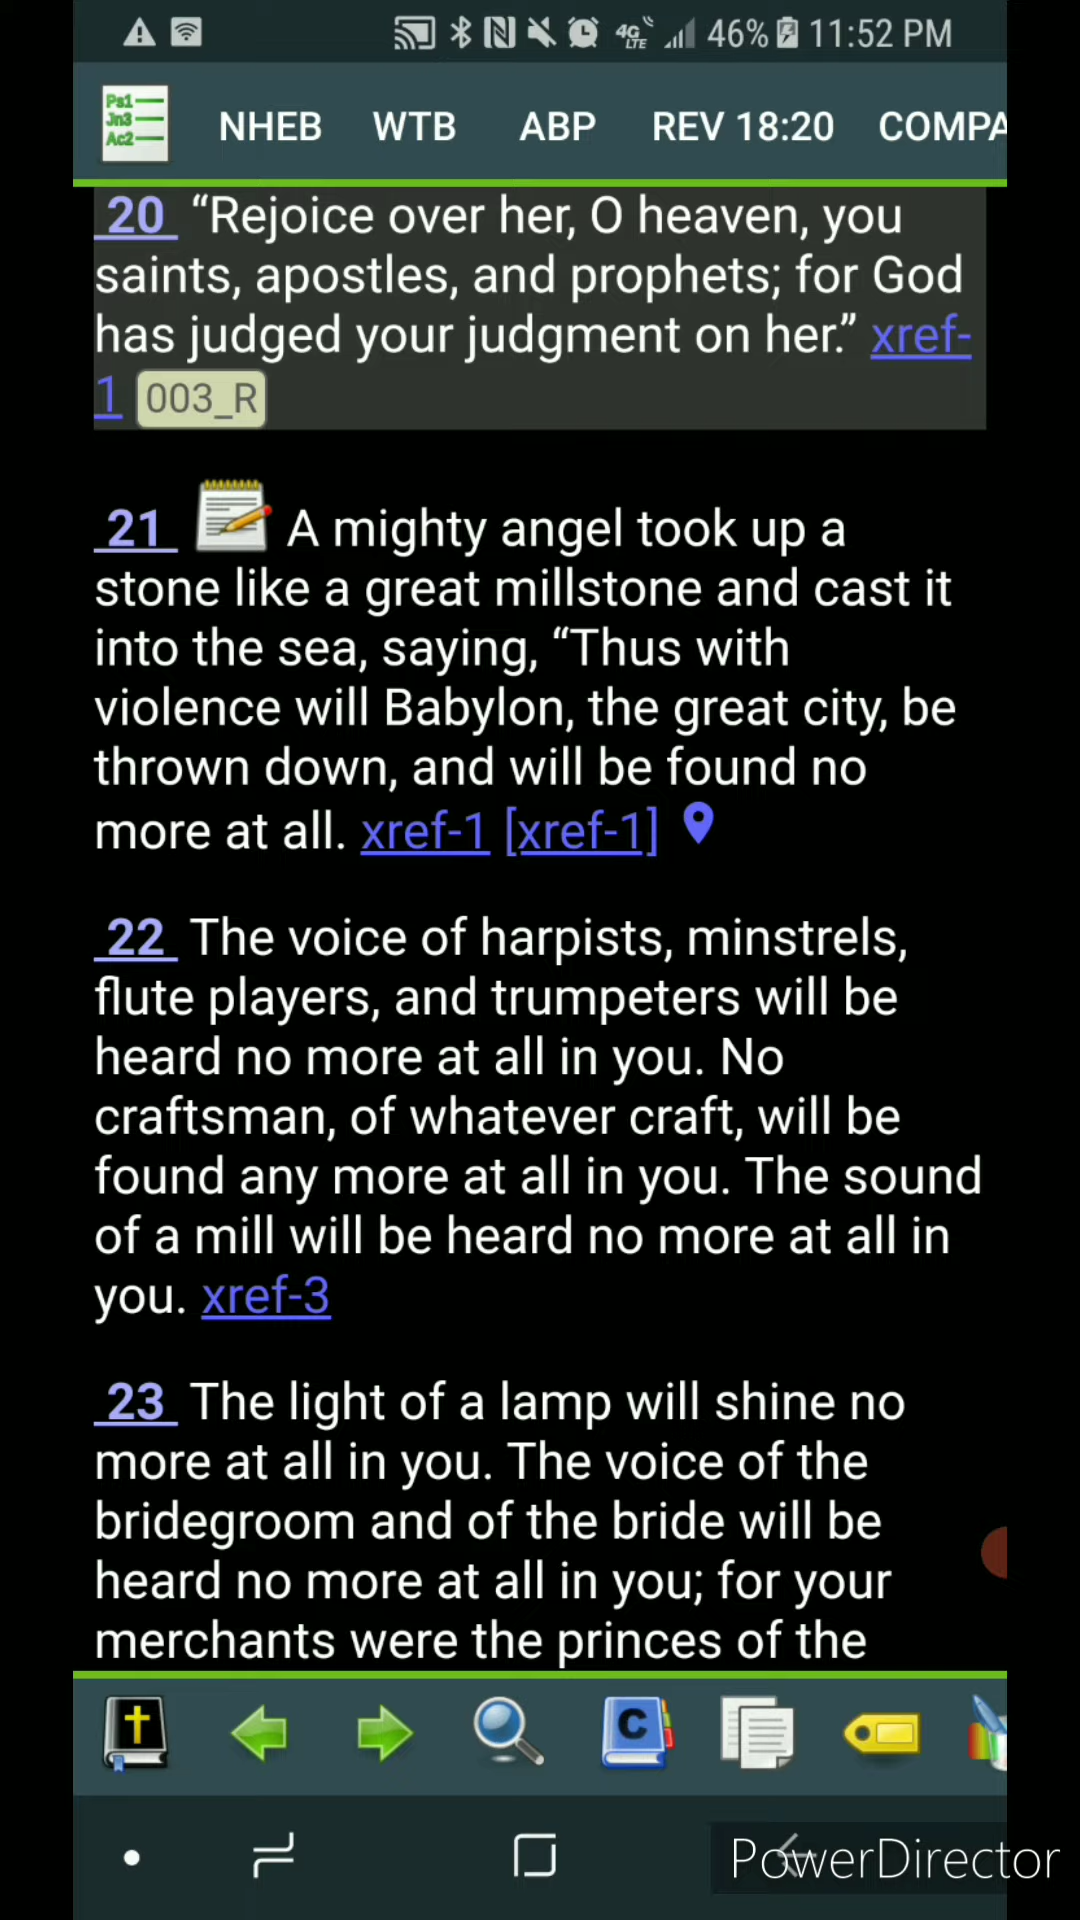 46% 11:52 PM
Ps1
Jn3
Ac2
NHEB WTB ABP REV 18:20 COMPA
20 “Rejoice over her, O heaven, you
saints, apostles, and prophets; for God
has judged your judgment on her.” xref-
1 003_R
21 A mighty angel took up a
stone like a great millstone and cast it
into the sea, saying, “Thus with
violence will Babylon, the great city, be
thrown down, and will be found no
more at all. xref-1 [xref-1]
22 The voice of harpists, minstrels,
flute players, and trumpeters will be
heard no more at all in you. No
craftsman, of whatever craft, will be
found any more at all in you. The sound
of a mill will be heard no more at all in
you. xref-3
23 The light of a lamp will shine no
more at all in you. The voice of the
bridegroom and of the bride will be
heard no more at all in you; for your
merchants were the princes of the
C
PowerDirector